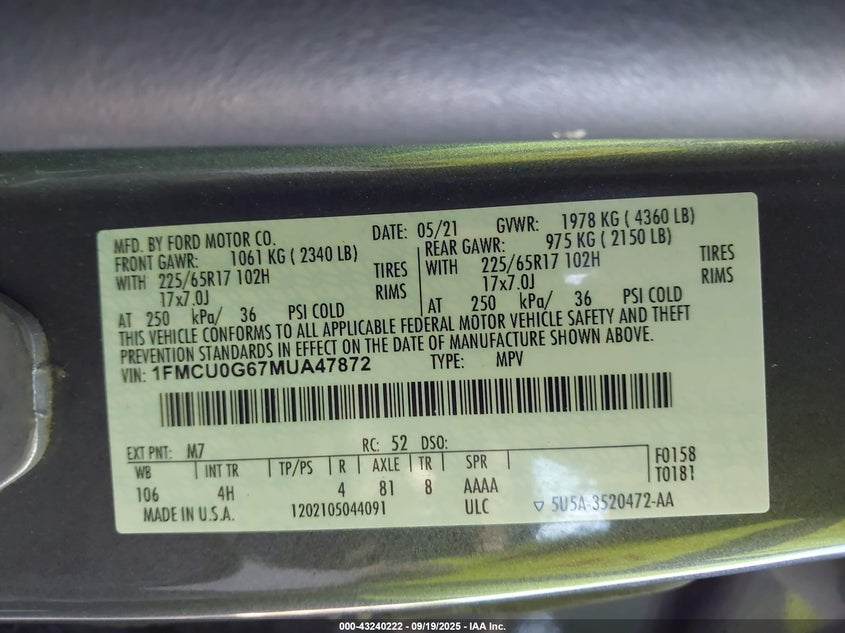 MFD. BY FORD MOTOR CO. DATE: 05/21 GVWR: 1978 KG ( 4360 LB)
FRONT GAWR: 1061 KG ( 2340 LB) REAR GAWR: 975 KG ( 2150 LB)
WITH 225/65R17 102H TIRES WITH 225/65R17 102H TIRES
17x7.0J RIMS 17x7.0J RIMS
AT 250 kPa/ 36 PSI COLD AT 250 kPa/ 36 PSI COLD
THIS VEHICLE CONFORMS TO ALL APPLICABLE FEDERAL MOTOR VEHICLE SAFETY AND THEFT
PREVENTION STANDARDS IN EFFECT ON THE DATE OF MANUFACTURE SHOWN ABOVE.
VIN: 1FMCU0G67MUA47872 TYPE: MPV
EXT PNT: M7 RC: 52 DSO:
WB INT TR TP/PS R AXLE TR SPR F0158
T0181
106 4H 4 81 8 AAAA
MADE IN U.S.A. 1202105044091 ULC ▽ 5U5A-3520472-AA
000-43240222 — 09/19/2025 — IAA Inc.